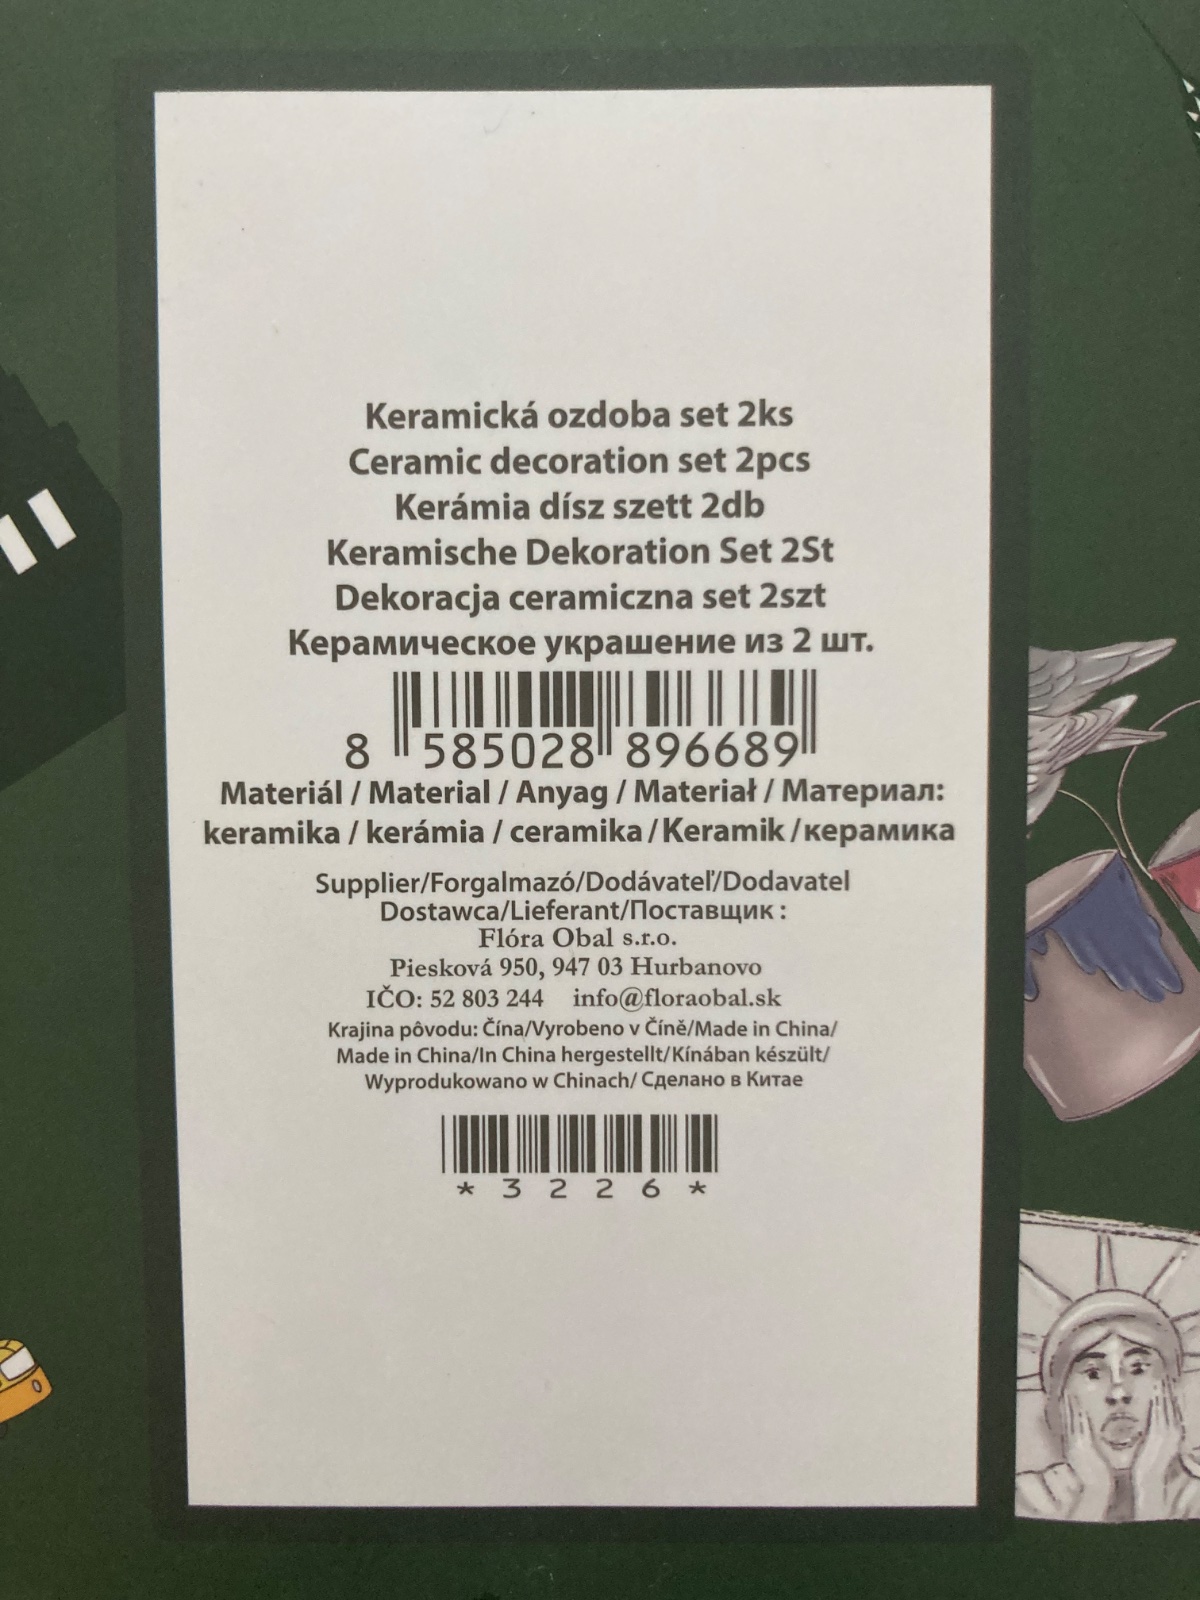 Keramická ozdoba set 2ks
Ceramic decoration set 2pcs
Kerámia dísz szett 2db
Keramische Dekoration Set 2St
Dekoracja ceramiczna set 2szt
Керамическое украшение из 2 шт.
8 585028 896689
Materiál / Material / Anyag / Materiał / Материал:
keramika / kerámia / ceramika / Keramik / керамика
Supplier/Forgalmazó/Dodávateľ/Dodavatel
Dostawca/Lieferant/Поставщик :
Flóra Obal s.r.o.
Piesková 950, 947 03 Hurbanovo
IČO: 52 803 244 info@floraobal.sk
Krajina pôvodu: Čína/Vyrobeno v Číně/Made in China/
Made in China/In China hergestellt/Kínában készült/
Wyprodukowano w Chinach/ Сделано в Китае
* 3 2 2 6 *